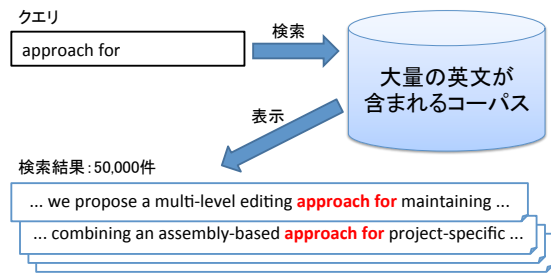 クエリ
approach for
検索
大量の英文が
含まれるコーパス
表示
検索結果:50,000件
... we propose a multi-level editing approach for maintaining ...
... combining an assembly-based approach for project-specific ...